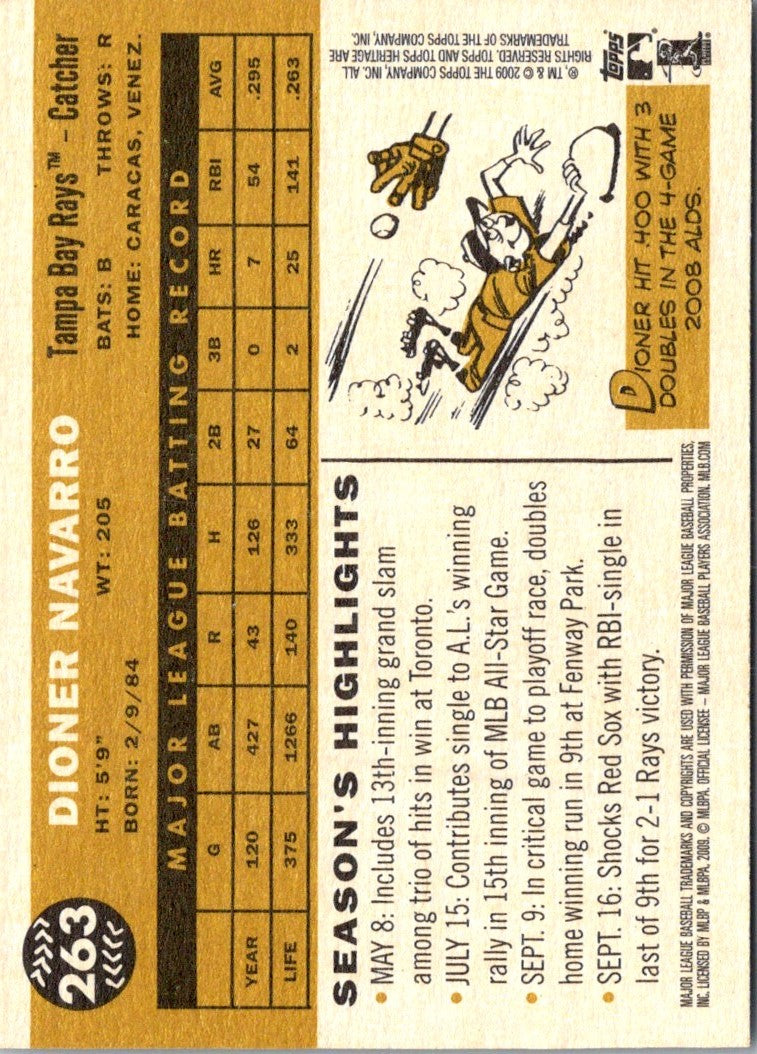 263
DIONER NAVARRO
Tampa Bay Rays™ – Catcher
HT: 5'9"
WT: 205
BATS: B
THROWS: R
BORN: 2/9/84
HOME: CARACAS, VENEZ.
MAJOR LEAGUE BATTING RECORD
G AB R H 2B 3B HR RBI AVG
YEAR 120 427 43 126 27 0 7 54 .295
LIFE 375 1266 140 333 64 2 25 141 .263
SEASON'S HIGHLIGHTS
• MAY 8: Includes 13th-inning grand slam
among trio of hits in win at Toronto.
• JULY 15: Contributes single to A.L.'s winning
rally in 15th inning of MLB All-Star Game.
• SEPT. 9: In critical game to playoff race, doubles
home winning run in 9th at Fenway Park.
• SEPT. 16: Shocks Red Sox with RBI-single in
last of 9th for 2-1 Rays victory.
DIONER HIT .400 WITH 3
DOUBLES IN THE 4-GAME
2008 ALDS.
®, TM & © 2009 THE TOPPS COMPANY, INC. ALL
RIGHTS RESERVED. TOPPS AND TOPPS HERITAGE ARE
TRADEMARKS OF THE TOPPS COMPANY, INC.
TOPPS
MAJOR LEAGUE BASEBALL TRADEMARKS AND COPYRIGHTS ARE USED WITH PERMISSION OF MAJOR LEAGUE BASEBALL PROPERTIES,
INC. LICENSED BY MLBP & MLBPA, 2009. © MLBPA. OFFICIAL LICENSEE – MAJOR LEAGUE BASEBALL PLAYERS ASSOCIATION. MLB.COM